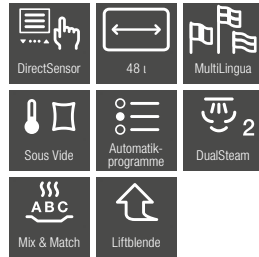 DirectSensor
48 l
MultiLingua
Sous Vide
Automatik-
programme
2
DualSteam
ABC
Mix & Match
Liftblende